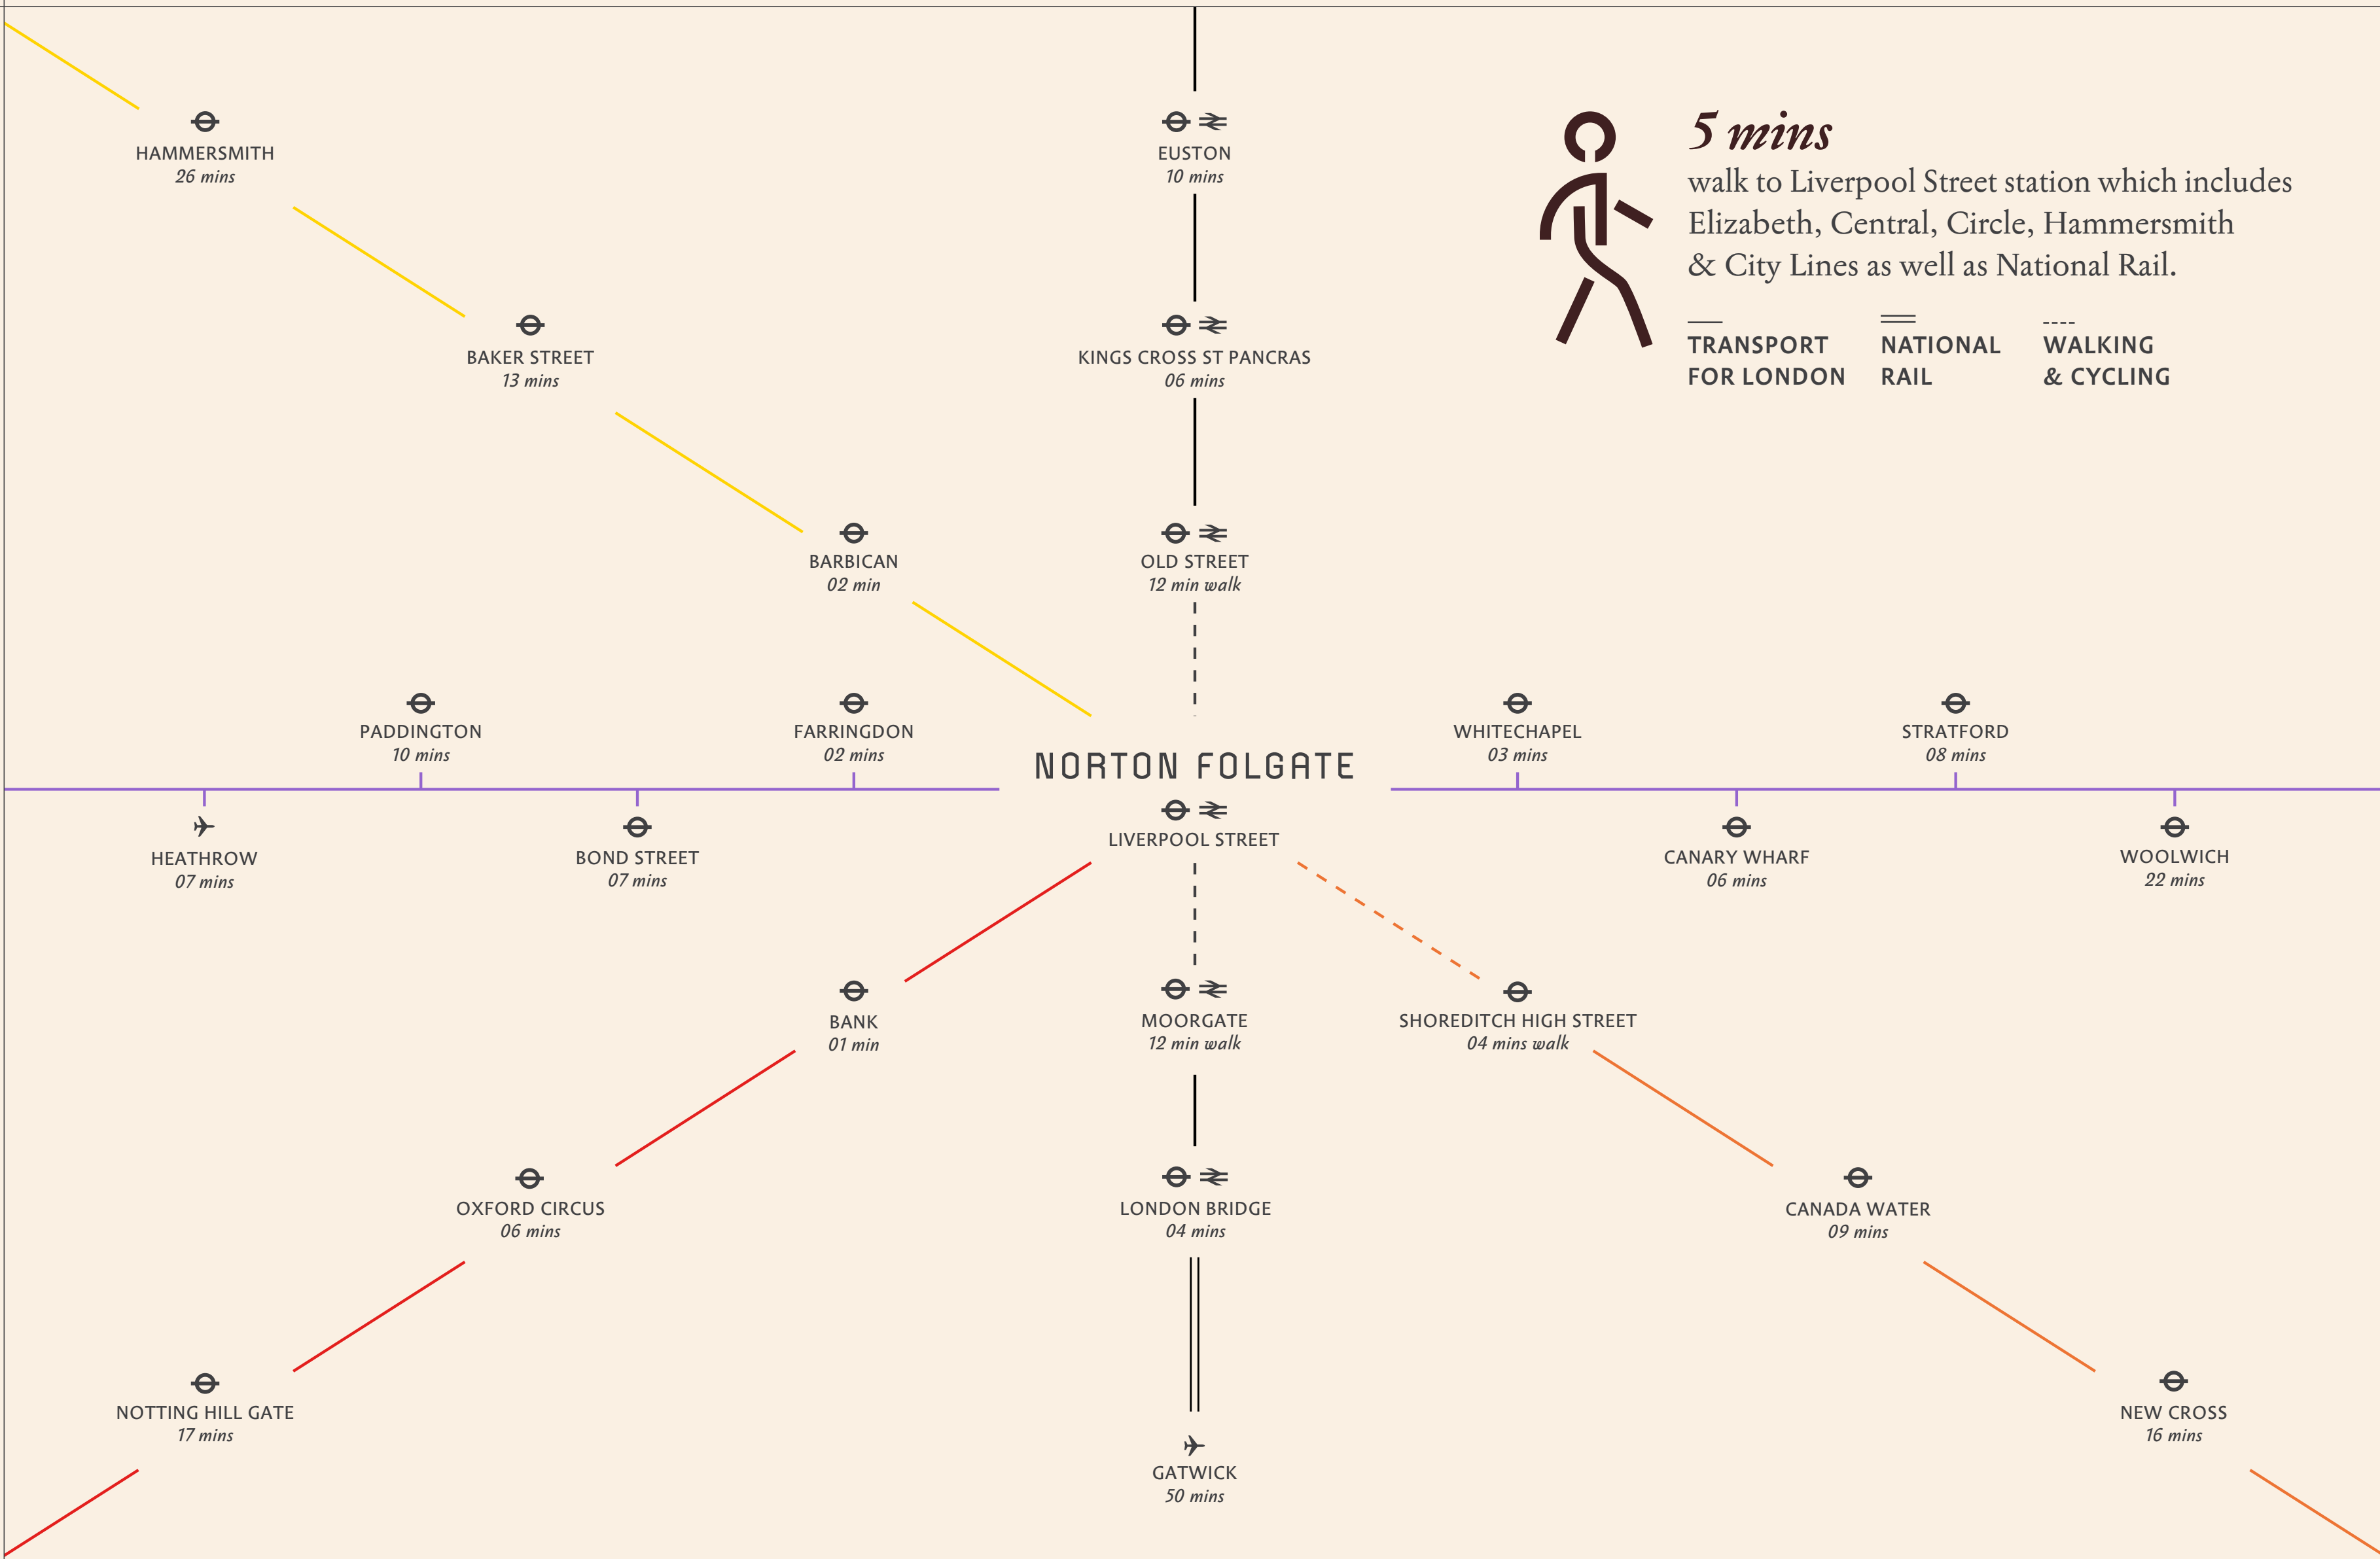 HAMMERSMITH
26 mins
EUSTON
10 mins
5 mins
walk to Liverpool Street station which includes
Elizabeth, Central, Circle, Hammersmith
& City Lines as well as National Rail.
TRANSPORT
FOR LONDON
NATIONAL
RAIL
WALKING
& CYCLING
BAKER STREET
13 mins
KINGS CROSS ST PANCRAS
06 mins
BARBICAN
02 min
OLD STREET
12 min walk
PADDINGTON
10 mins
FARRINGDON
02 mins
NORTON FOLGATE
LIVERPOOL STREET
WHITECHAPEL
03 mins
STRATFORD
08 mins
HEATHROW
07 mins
BOND STREET
07 mins
CANARY WHARF
06 mins
WOOLWICH
22 mins
BANK
01 min
MOORGATE
12 min walk
SHOREDITCH HIGH STREET
04 mins walk
OXFORD CIRCUS
06 mins
LONDON BRIDGE
04 mins
CANADA WATER
09 mins
NOTTING HILL GATE
17 mins
GATWICK
50 mins
NEW CROSS
16 mins